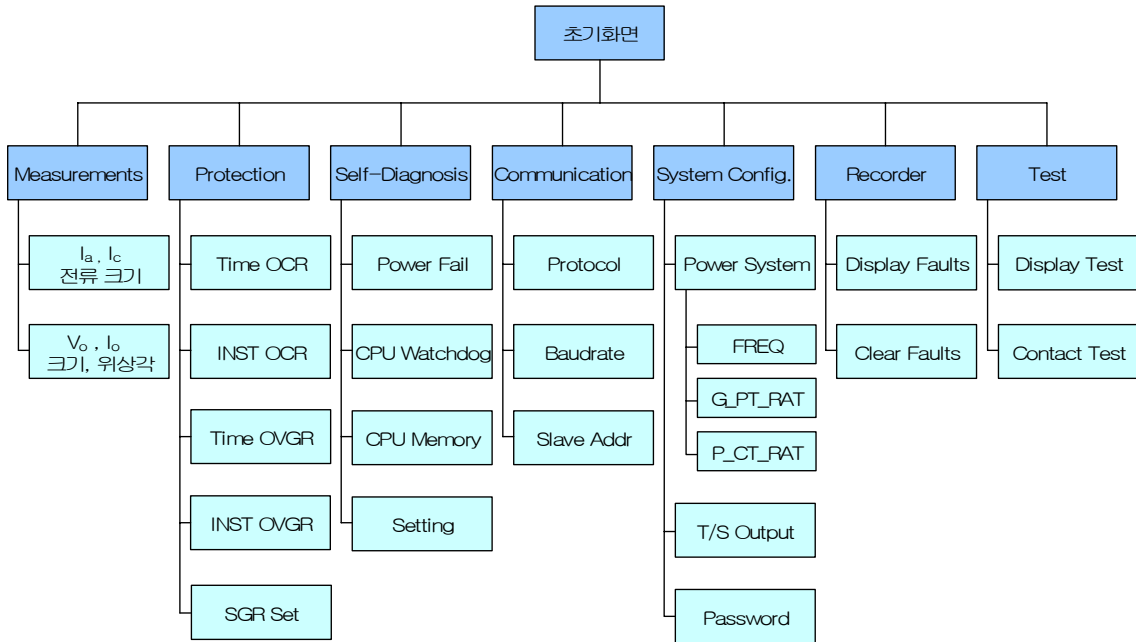 초기화면
Measurements
Protection
Self-Diagnosis
Communication
System Config.
Recorder
Test
Ia , Ic
전류 크기
Vo , Io
크기, 위상각
Time OCR
INST OCR
Time OVGR
INST OVGR
SGR Set
Power Fail
CPU Watchdog
CPU Memory
Setting
Protocol
Baudrate
Slave Addr
Power System
FREQ
G_PT_RAT
P_CT_RAT
T/S Output
Password
Display Faults
Clear Faults
Display Test
Contact Test